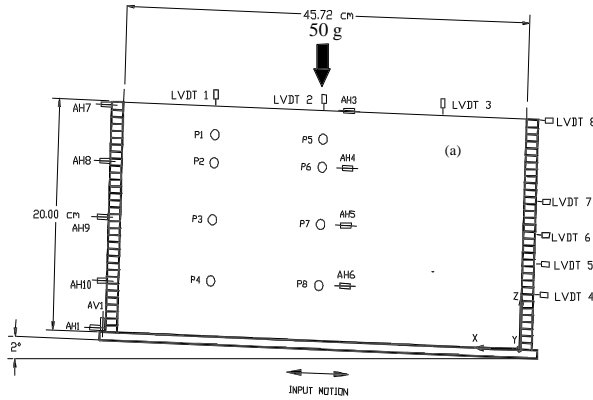 45.72 cm
50 g
LVDT 1
LVDT 2
AH3
LVDT 3
AH7
LVDT 8
P1
P5
(a)
AH8
P2
P6
AH4
LVDT 7
20.00 cm
AH9
P3
P7
AH5
LVDT 6
LVDT 5
AH10
P4
P8
AH6
Z
LVDT 4
AV1
AH1
X
Y
2°
INPUT MOTION